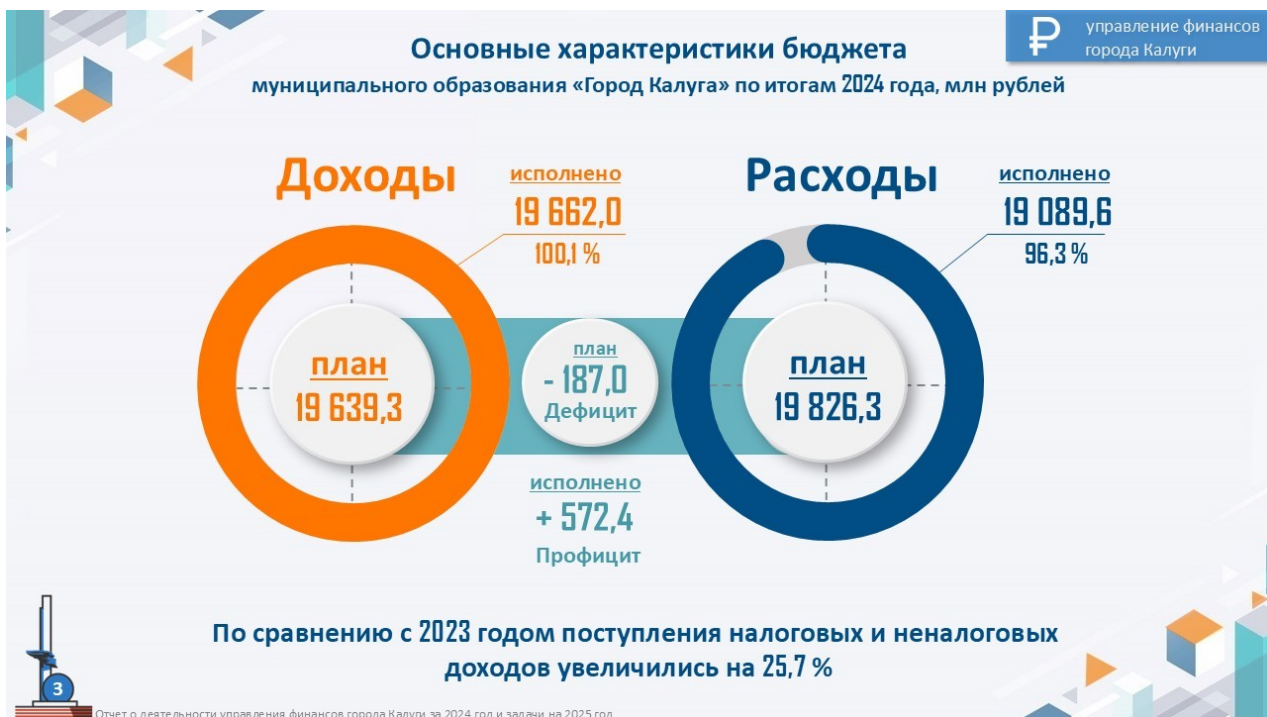 управление финансов
города Калуги
Основные характеристики бюджета
муниципального образования «Город Калуга» по итогам 2024 года, млн рублей
Доходы
исполнено
19 662,0
100,1 %
Расходы
исполнено
19 089,6
96,3 %
план
19 639,3
план
- 187,0
Дефицит
план
19 826,3
исполнено
+ 572,4
Профицит
По сравнению с 2023 годом поступления налоговых и неналоговых
доходов увеличились на 25,7 %
3
Отчет о деятельности управления финансов города Калуги за 2024 год и задачи на 2025 год